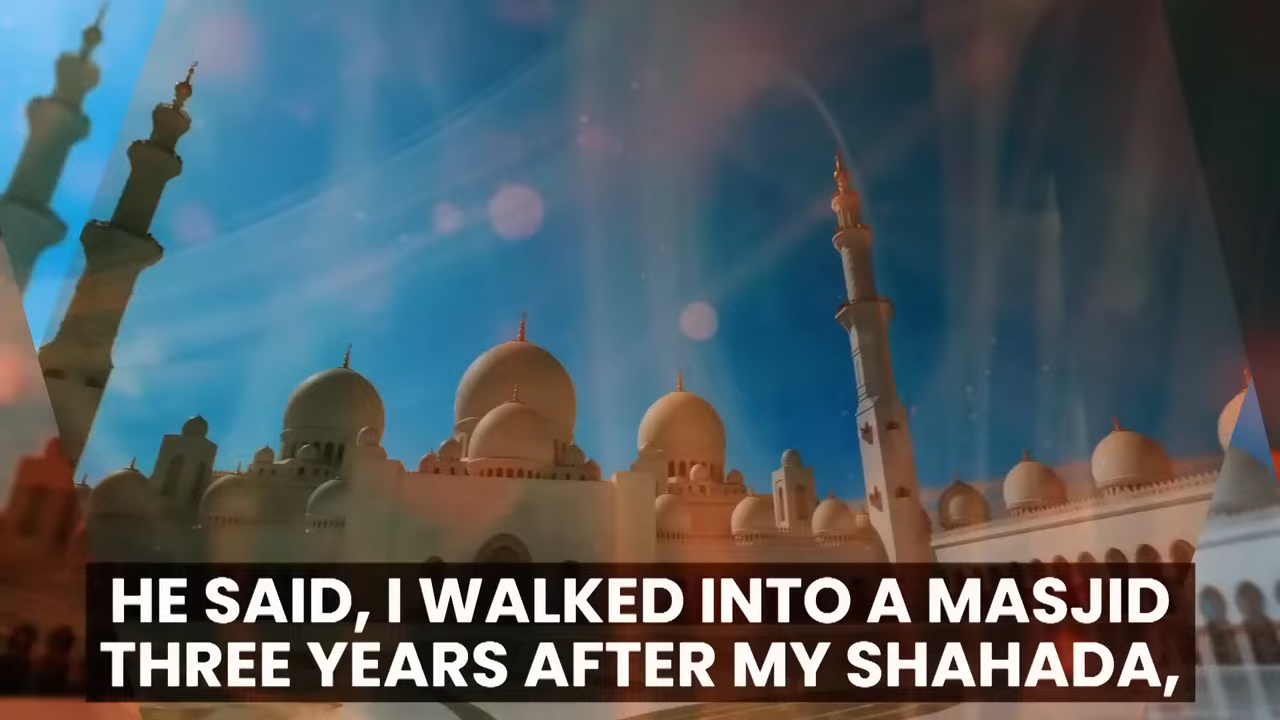 HE SAID, I WALKED INTO A MASJID
THREE YEARS AFTER MY SHAHADA,